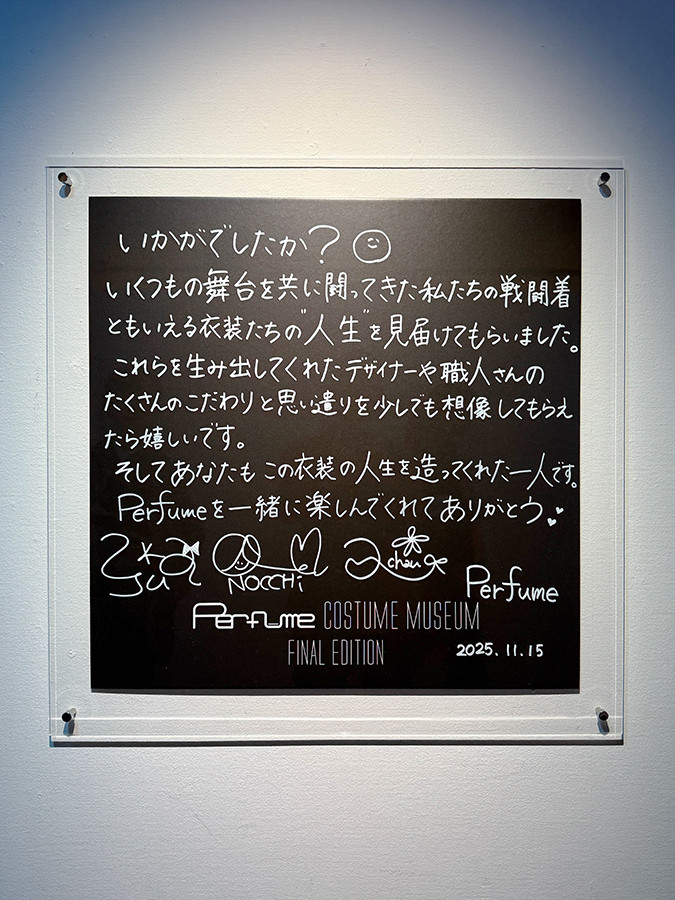 いかがでしたか?
いくつもの舞台を共に闘ってきた私たちの戦闘着
ともいえる衣装たちの"人生"を見届けてもらいました。
これらを生み出してくれたデザイナーや職人さんの
たくさんのこだわりと思い遣りを少しでも想像してもらえ
たら嬉しいです。
そしてあなたもこの衣装の人生を造ってくれた一人です。
Perfumeを一緒に楽しんでくれてありがとう
NOCCHi
chan
Perfume
Perfume COSTUME MUSEUM
FINAL EDITION
2025.11.15